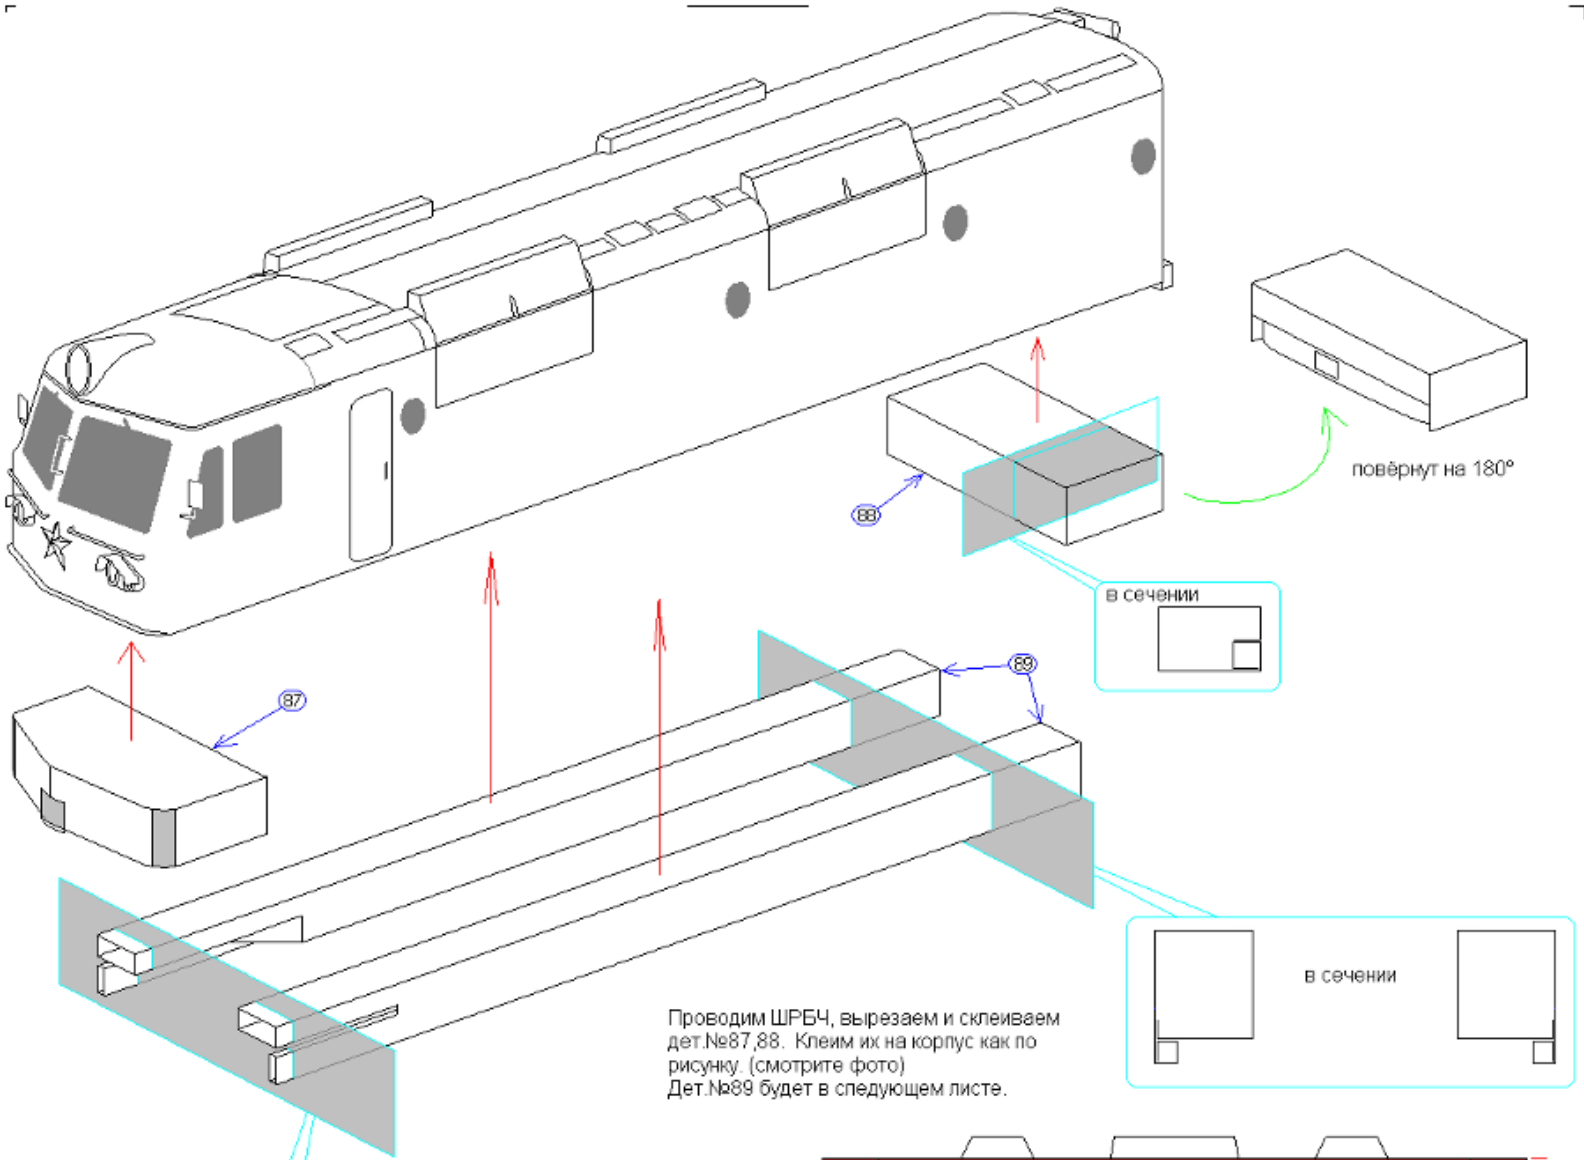 повёрнут на 180°
88
в сечении
89
87
в сечении
Проводим ШРБЧ, вырезаем и склеиваем
дет.№87,88. Клеим их на корпус как по
рисунку. (смотрите фото)
Дет.№89 будет в следующем листе.